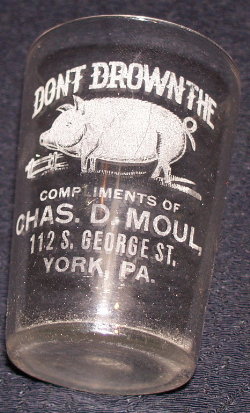 DONT DROWN THE
COMPLIMENTS OF
CHAS. D. MOUL,
112 S. GEORGE ST,
YORK, PA.